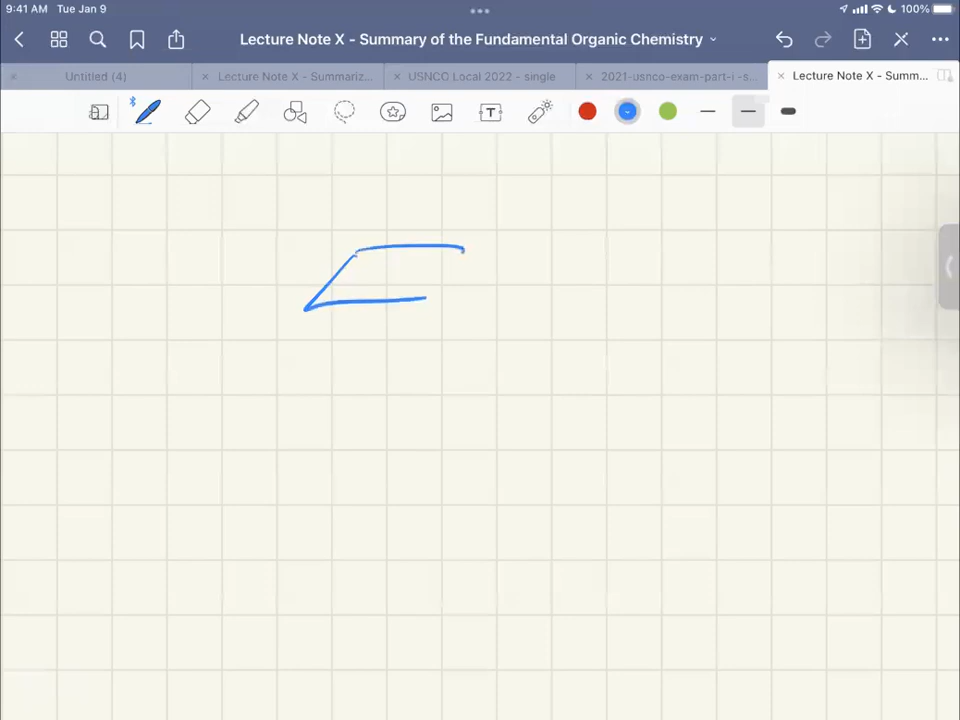 9:41 AM Tue Jan 9
100%
Lecture Note X - Summary of the Fundamental Organic Chemistry
Untitled (4)
Lecture Note X - Summariz...
USNCO Local 2022 - single
2021-usnco-exam-part-i -s...
Lecture Note X - Summ...
T